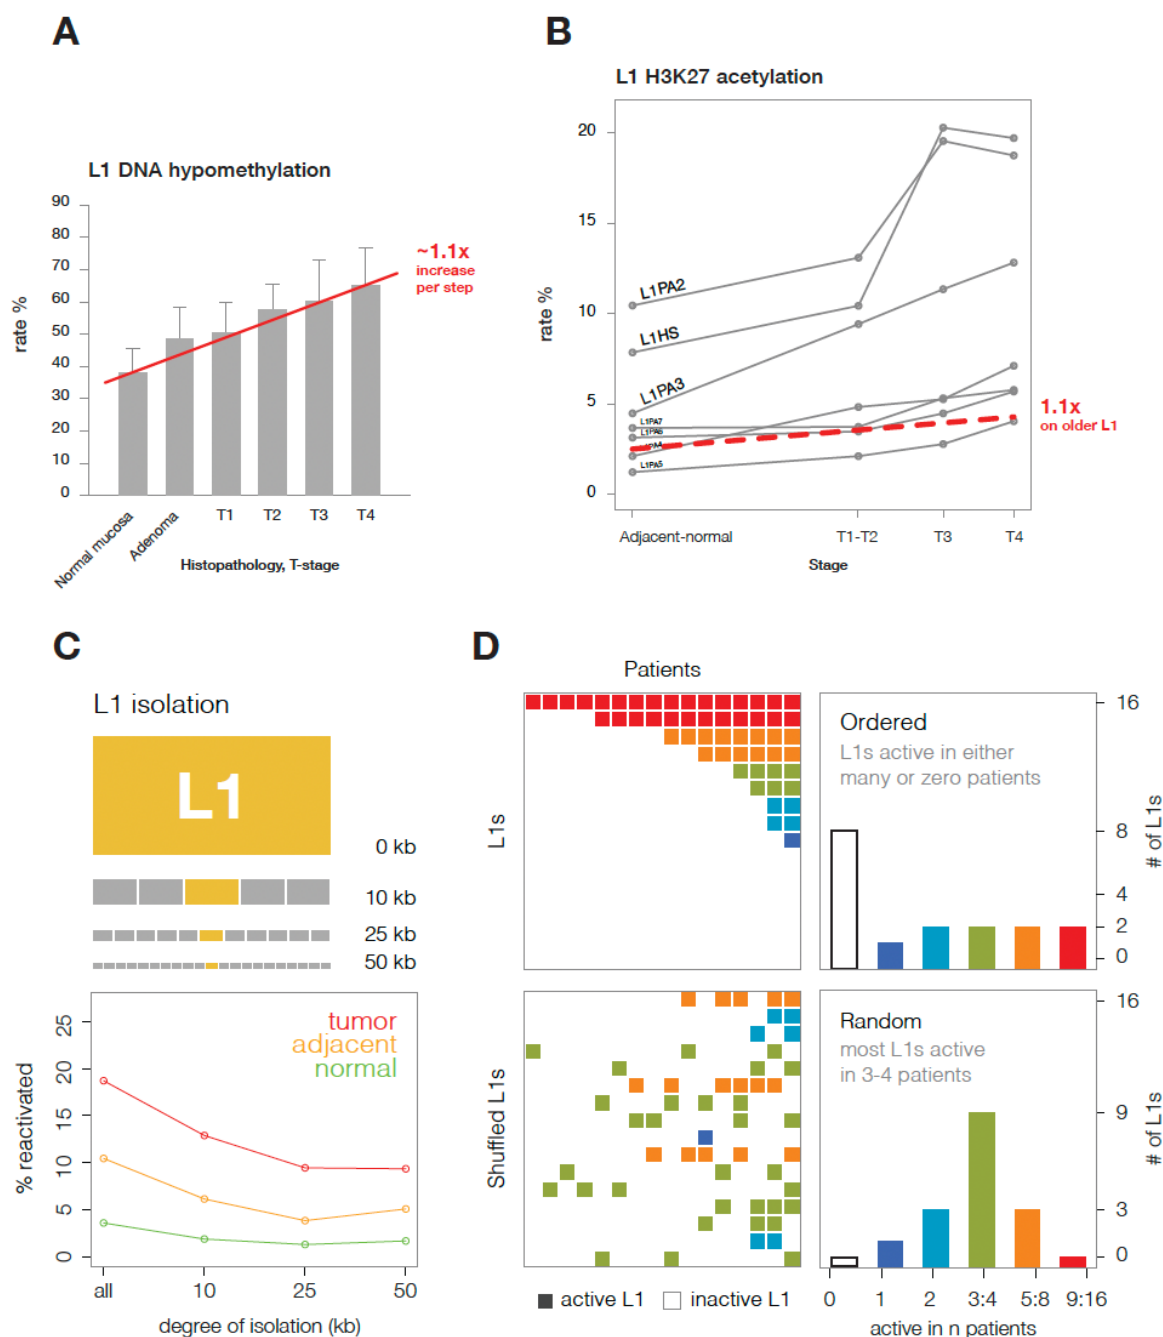 A
L1 DNA hypomethylation
90
80
70
60
50
40
30
20
10
0
rate %
~1.1x
increase
per step
Normal mucosa
Adenoma
T1
T2
T3
T4
Histopathology, T-stage
B
L1 H3K27 acetylation
20
15
10
5
0
rate %
L1PA2
L1HS
L1PA3
L1PA7
L1PA6
L1PA4
L1PA5
1.1x
on older L1
Adjacent-normal
T1-T2
T3
T4
Stage
C
L1 isolation
L1
0 kb
10 kb
25 kb
50 kb
25
20
15
10
5
0
% reactivated
tumor
adjacent
normal
all
10
25
50
degree of isolation (kb)
D
Patients
L1s
Ordered
L1s active in either
many or zero patients
16
8
4
2
0
# of L1s
Shuffled L1s
Random
most L1s active
in 3-4 patients
16
9
3
0
# of L1s
active L1
inactive L1
0
1
2
3:4
5:8
9:16
active in n patients